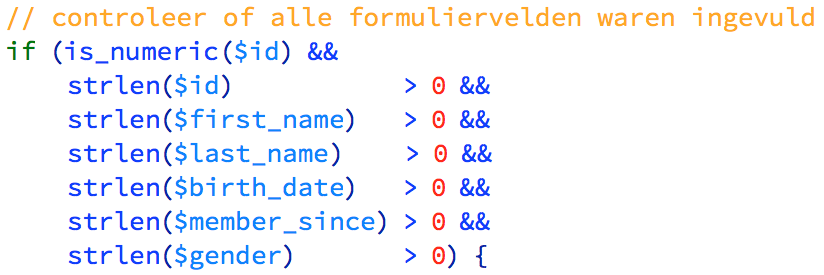 // controleer of alle formuliervelden waren ingevuld
if (is_numeric($id) &&
    strlen($id)           > 0 &&
    strlen($first_name)   > 0 &&
    strlen($last_name)    > 0 &&
    strlen($birth_date)   > 0 &&
    strlen($member_since) > 0 &&
    strlen($gender)       > 0) {